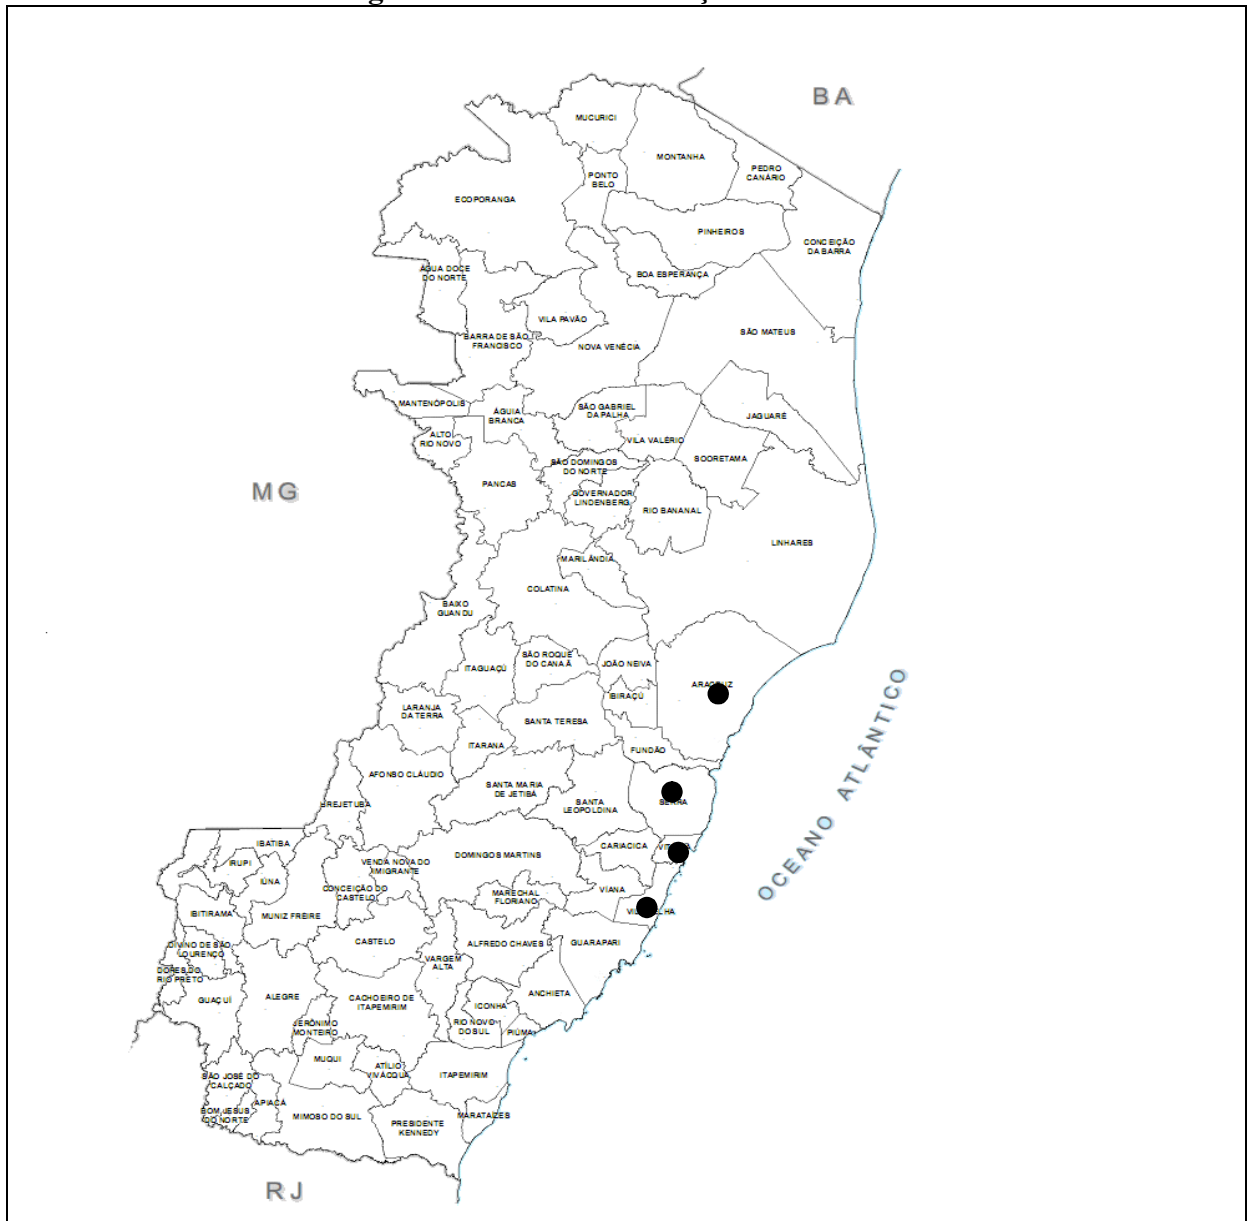 BA
MUCURICI
MONTANHA
PEDRO
CANÁRIO
PONTO
BELO
ECOPORANGA
PINHEIROS
CONCEIÇÃO
DA BARRA
ÁGUA DOCE
DO NORTE
BOA ESPERANÇA
VILA PAVÃO
SÃO MATEUS
BARRA DE SÃO
FRANCISCO
NOVA VENÉCIA
MANTENÓPOLIS
ÁGUIA
BRANCA
SÃO GABRIEL
DA PALHA
JAGUARÉ
ALTO
RIO NOVO
VILA VALÉRIO
SOORETAMA
SÃO DOMINGOS
DO NORTE
PANCAS
MG
GOVERNADOR
LINDENBERG
RIO BANANAL
LINHARES
MARILÂNDIA
COLATINA
BAIXO
GUANDU
SÃO ROQUE
DO CANAÃ
JOÃO NEIVA
ITAGUAÇÚ
IBIRAÇÚ
LARANJA
DA TERRA
SANTA TERESA
ITARANA
FUNDÃO
OCEANO ATLÂNTICO
AFONSO CLÁUDIO
SANTA MARIA
DE JETIBÁ
SANTA
LEOPOLDINA
BREJETUBA
SERRA
IBATIBA
CARIACICA
DOMINGOS MARTINS
VENDA NOVA DO
IMIGRANTE
IRUPI
IÚNA
CONCEIÇÃO DO
CASTELO
VIANA
MARECHAL
FLORIANO
IBITIRAMA
MUNIZ FREIRE
CASTELO
ALFREDO CHAVES
GUARAPARI
DIVINO DE SÃO
LOURENÇO
VARGEM
ALTA
DORES DO
RIO PRETO
GUAÇUÍ
ALEGRE
CACHOEIRO DE
ITAPEMIRIM
ANCHIETA
ICONHA
RIO NOVO
DO SUL
PIÚMA
JERÔNIMO
MONTEIRO
MUQUI
ATÍLIO
VIVÁCQUA
ITAPEMIRIM
SÃO JOSÉ DO
CALÇADO
APIACÁ
BOM JESUS
DO NORTE
MIMOSO DO SUL
PRESIDENTE
KENNEDY
MARATAÍZES
RJ